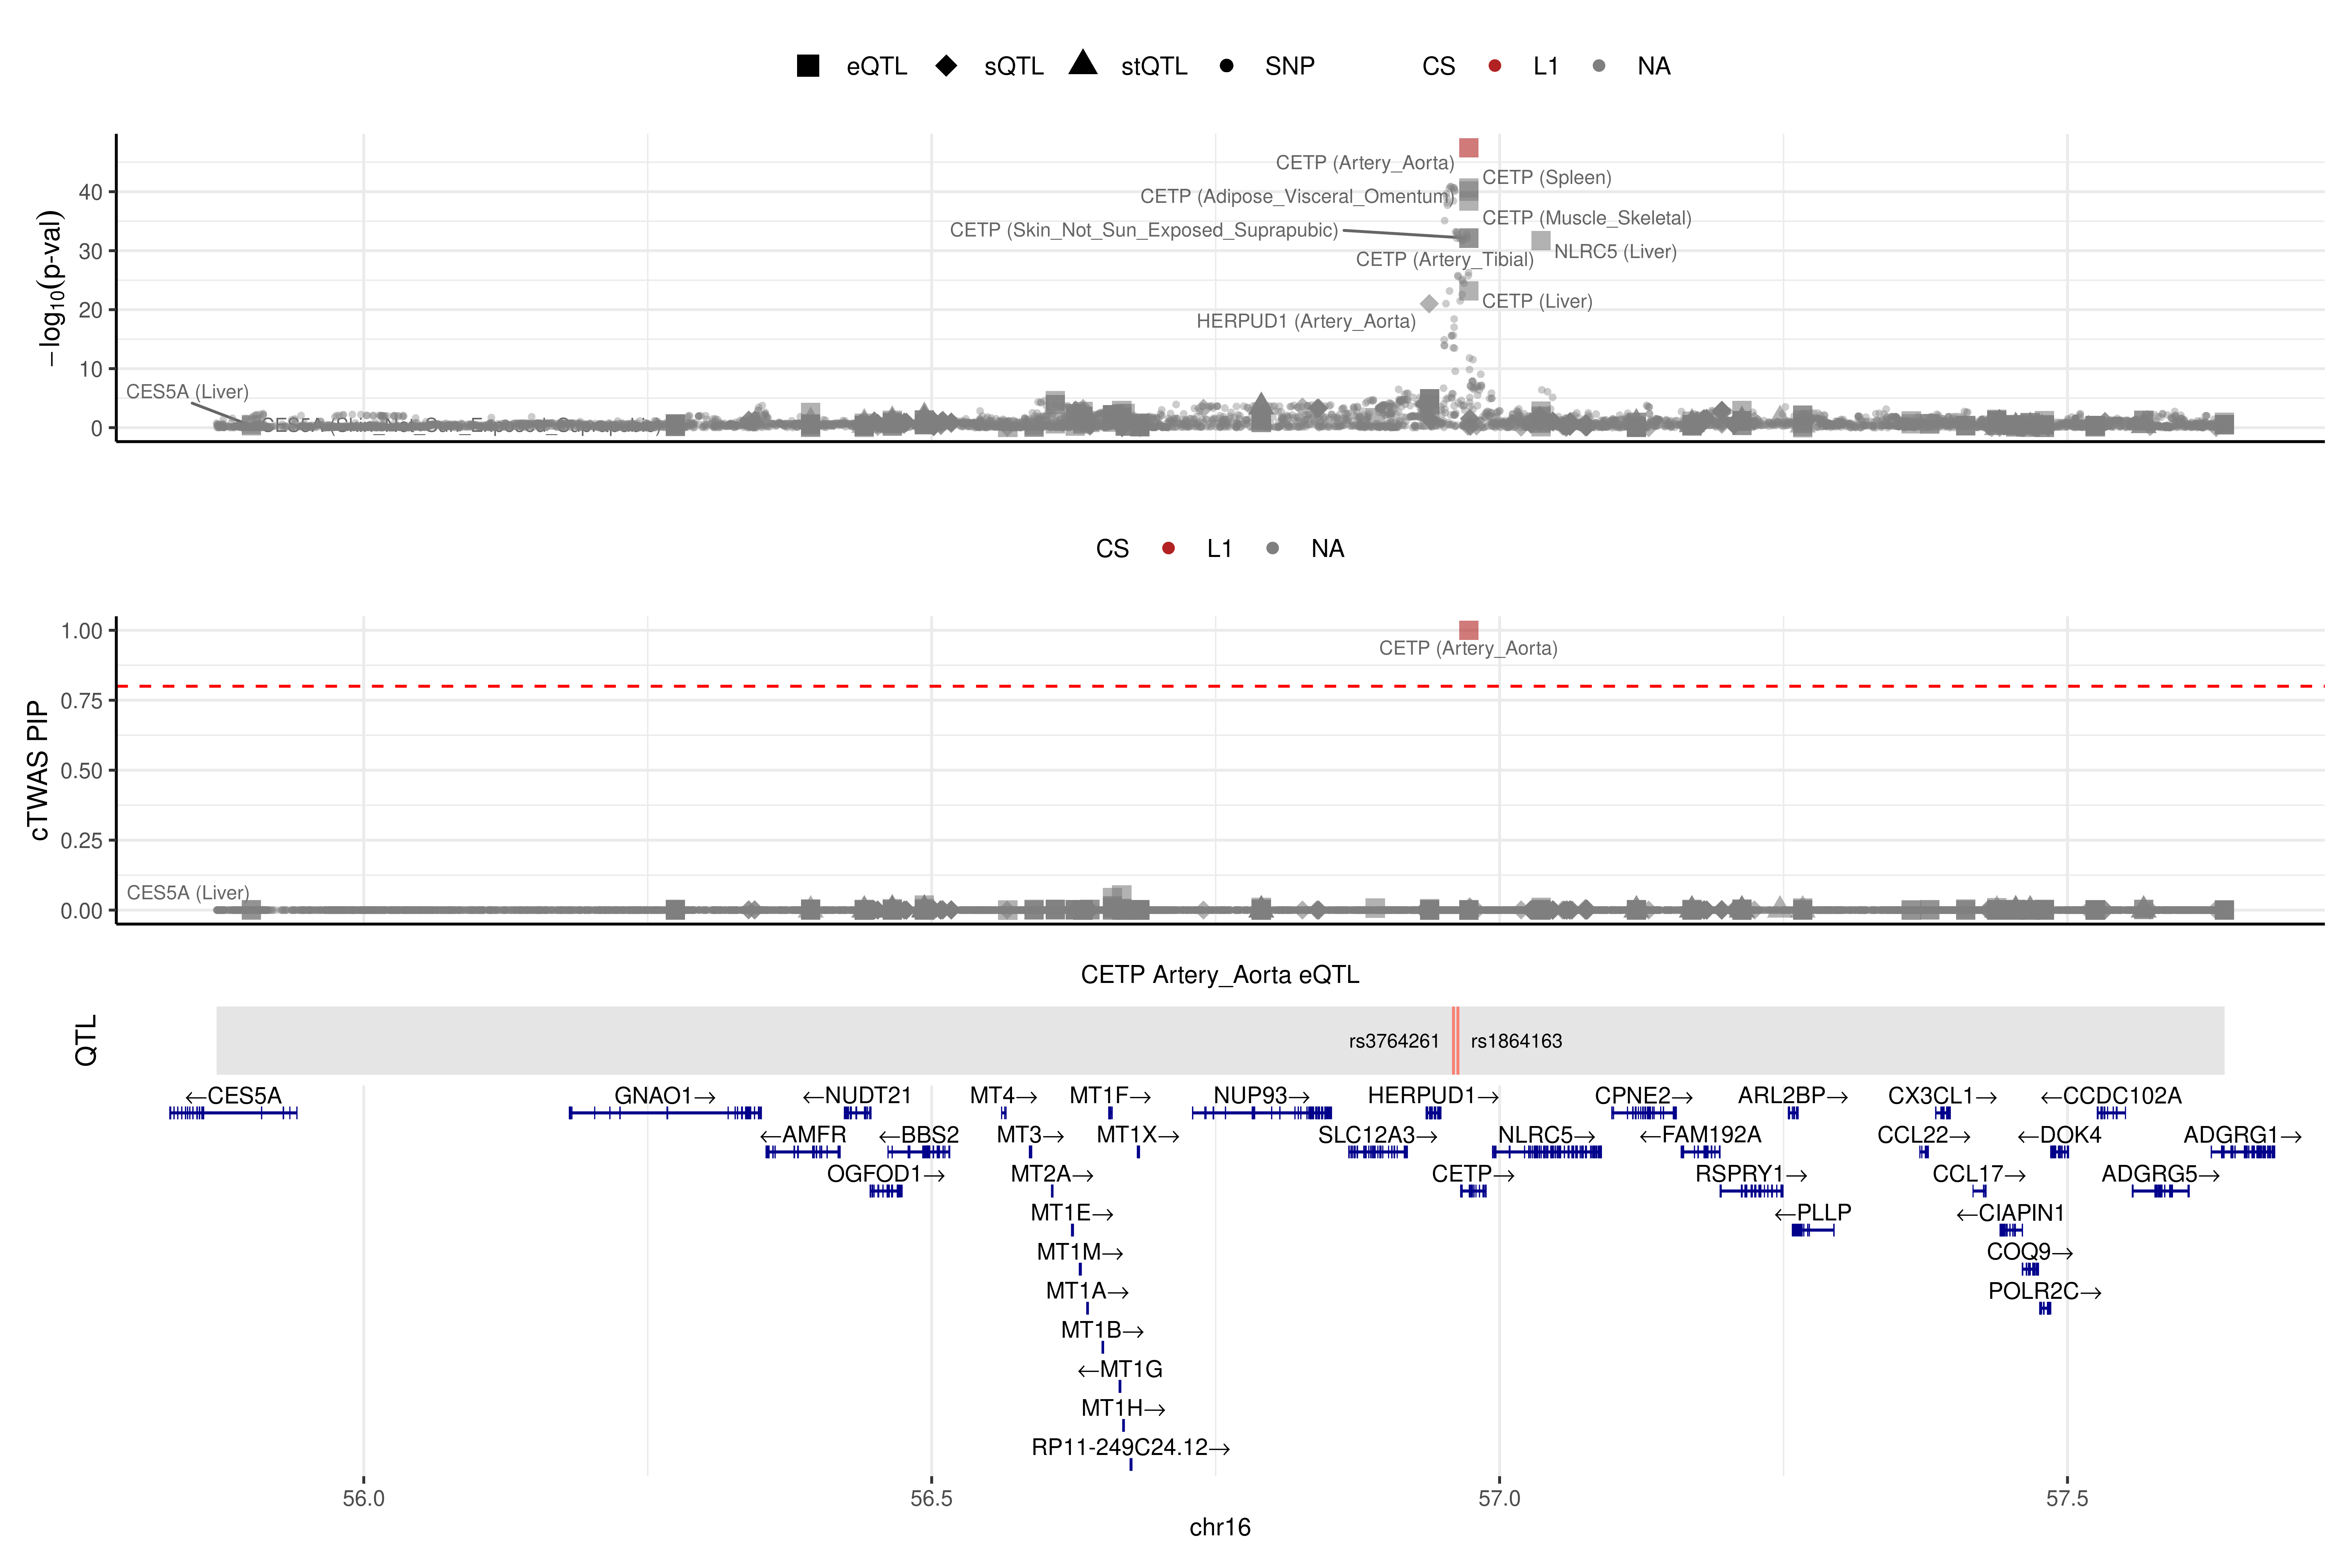 eQTL sQTL stQTL SNP CS L1 NA
−log10(p-val)
40
30
20
10
0
CETP (Artery_Aorta)
CETP (Spleen)
CETP (Adipose_Visceral_Omentum)
CETP (Muscle_Skeletal)
CETP (Skin_Not_Sun_Exposed_Suprapubic)
NLRC5 (Liver)
CETP (Artery_Tibial)
CETP (Liver)
HERPUD1 (Artery_Aorta)
CES5A (Liver)
CES5A (Skin_Not_Sun_Exposed_Suprapubic)
CS L1 NA
cTWAS PIP
1.00
0.75
0.50
0.25
0.00
CETP (Artery_Aorta)
CES5A (Liver)
CETP Artery_Aorta eQTL
QTL
rs3764261 rs1864163
←CES5A GNAO1→ ←NUDT21 MT4→ MT1F→ NUP93→ HERPUD1→ CPNE2→ ARL2BP→ CX3CL1→ ←CCDC102A
←AMFR ←BBS2 MT3→ MT1X→ SLC12A3→ NLRC5→ ←FAM192A CCL22→ ←DOK4 ADGRG1→
OGFOD1→ MT2A→ CETP→ RSPRY1→ CCL17→ ADGRG5→
MT1E→ ←PLLP ←CIAPIN1
MT1M→ COQ9→
MT1A→ POLR2C→
MT1B→
←MT1G
MT1H→
RP11-249C24.12→
56.0 56.5 57.0 57.5
chr16